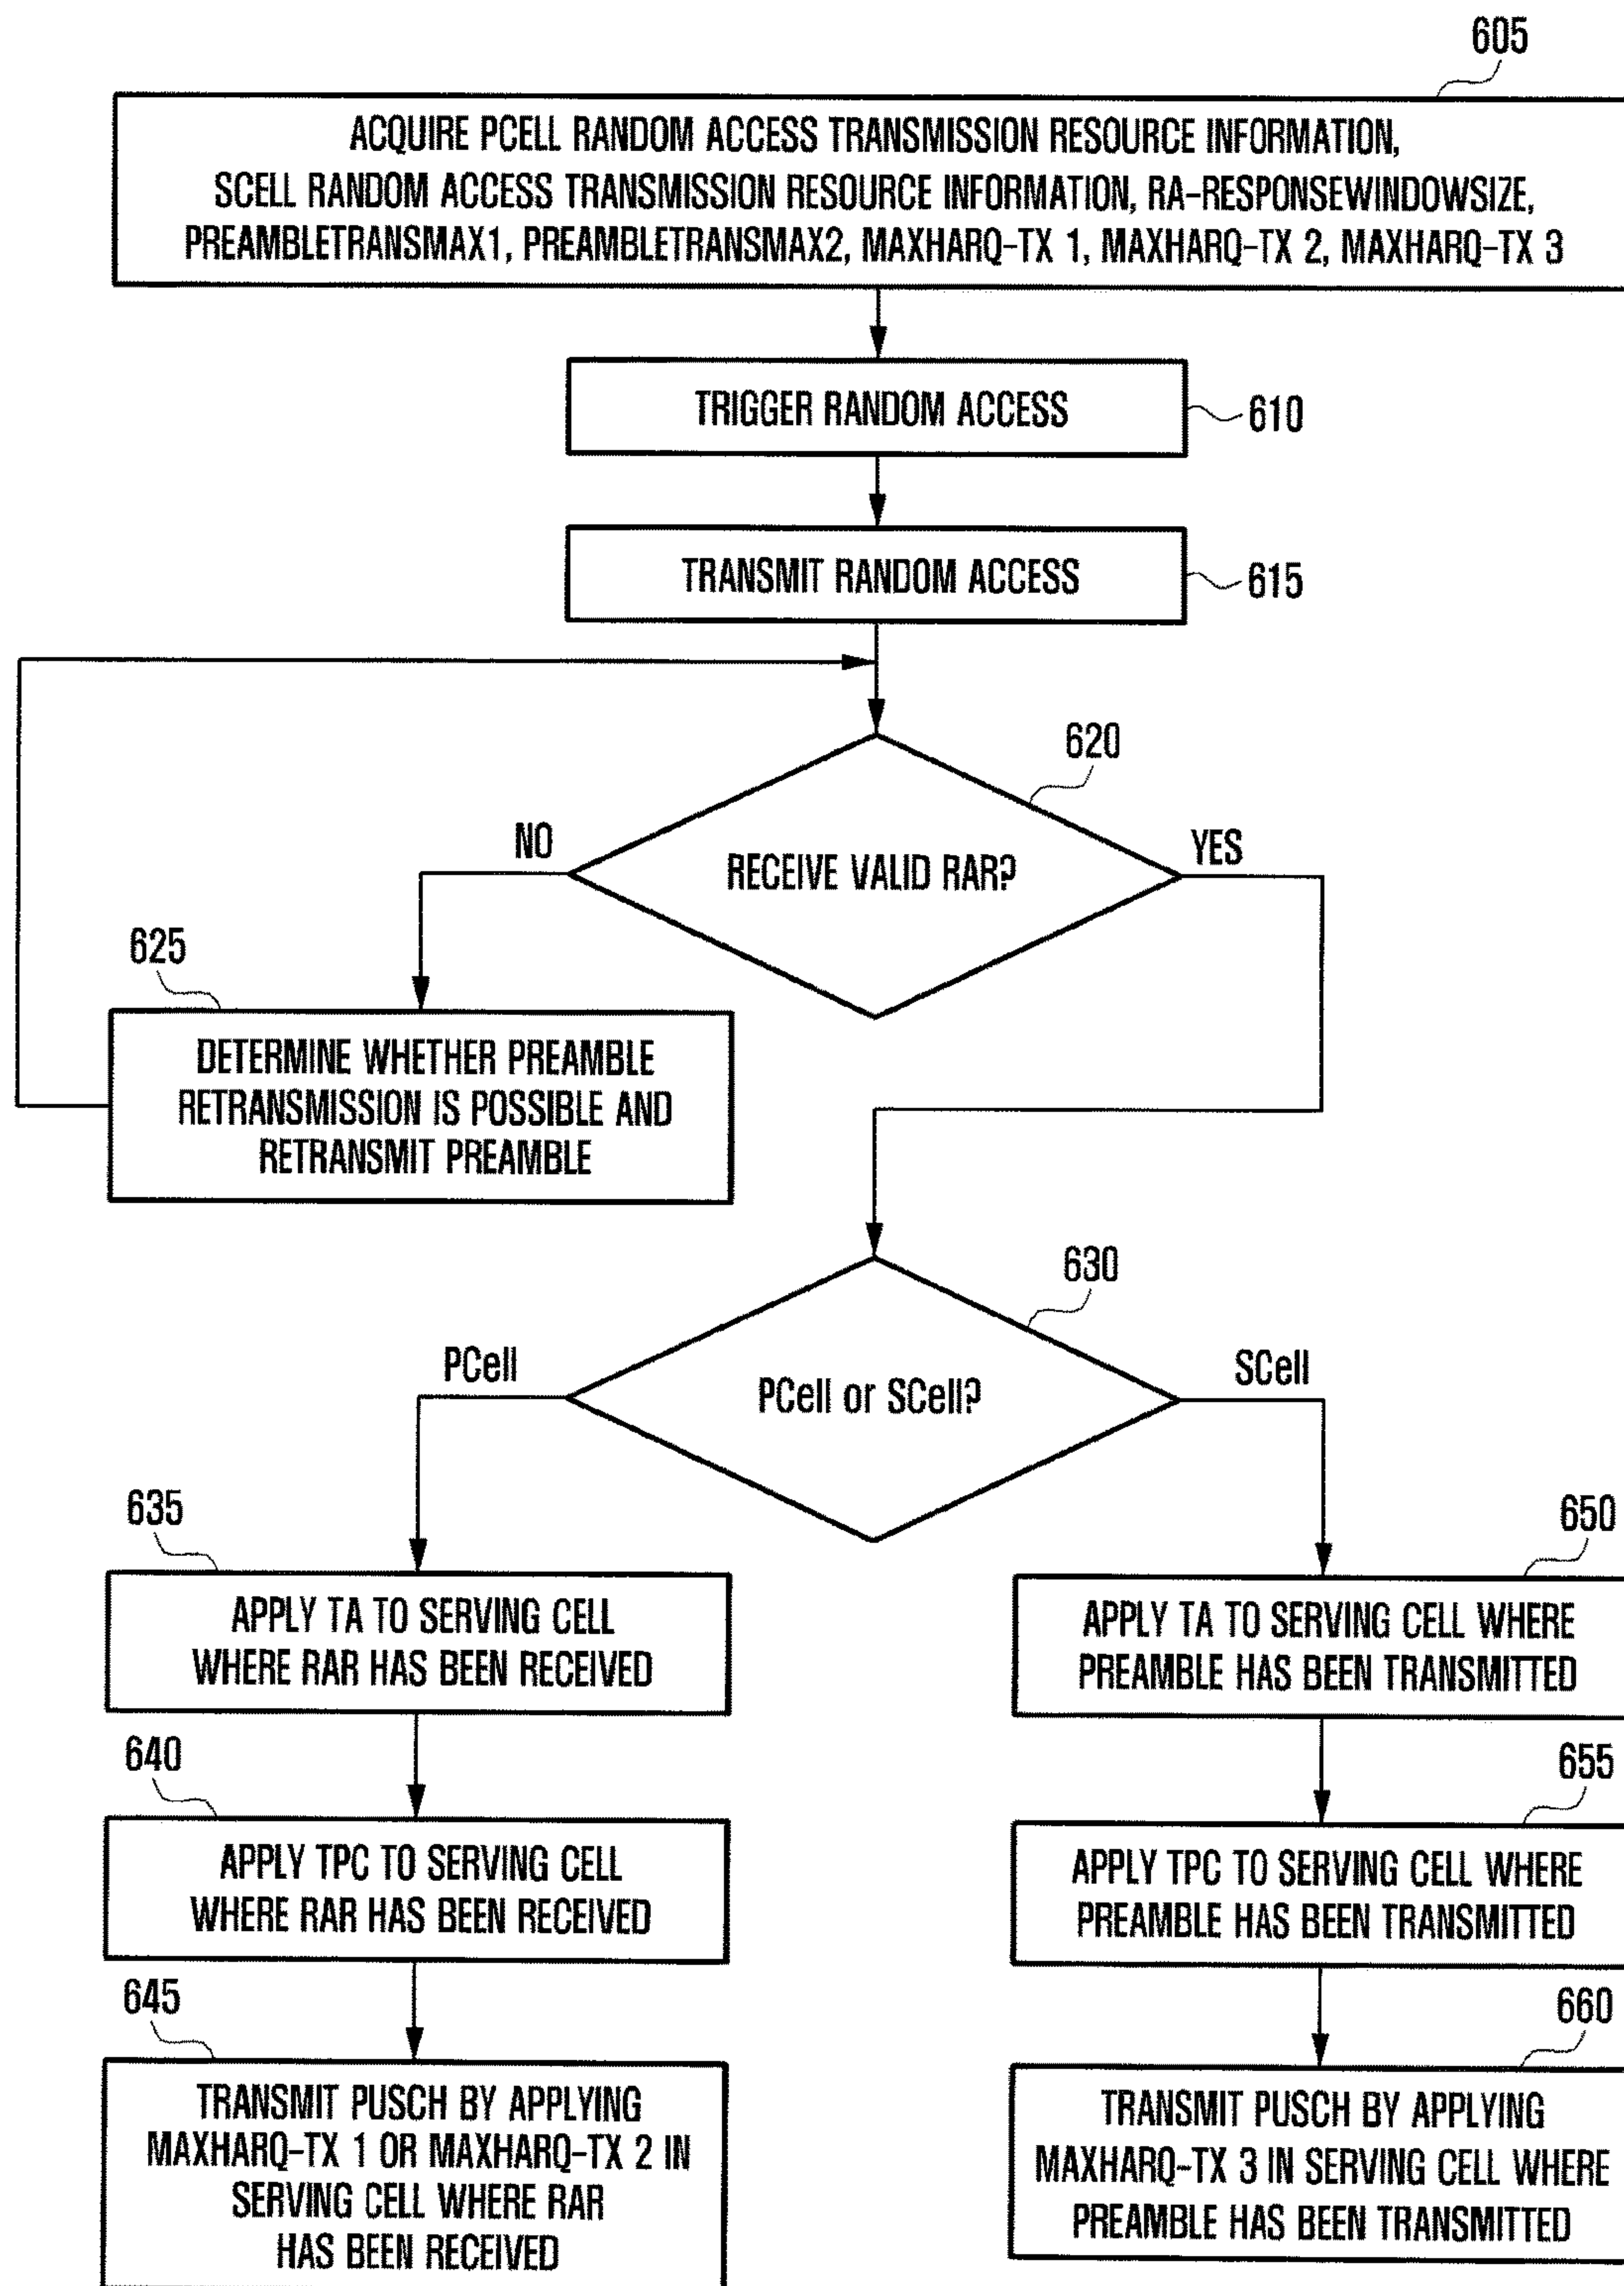 605
ACQUIRE PCELL RANDOM ACCESS TRANSMISSION RESOURCE INFORMATION,
SCELL RANDOM ACCESS TRANSMISSION RESOURCE INFORMATION, RA-RESPONSEWINDOWSIZE,
PREAMBLETRANSMAX1, PREAMBLETRANSMAX2, MAXHARQ-TX 1, MAXHARQ-TX 2, MAXHARQ-TX 3
TRIGGER RANDOM ACCESS
610
TRANSMIT RANDOM ACCESS
615
620
NO
YES
RECEIVE VALID RAR?
625
DETERMINE WHETHER PREAMBLE
RETRANSMISSION IS POSSIBLE AND
RETRANSMIT PREAMBLE
630
PCell
SCell
PCell or SCell?
635
APPLY TA TO SERVING CELL
WHERE RAR HAS BEEN RECEIVED
640
APPLY TPC TO SERVING CELL
WHERE RAR HAS BEEN RECEIVED
645
TRANSMIT PUSCH BY APPLYING
MAXHARQ-TX 1 OR MAXHARQ-TX 2 IN
SERVING CELL WHERE RAR
HAS BEEN RECEIVED
650
APPLY TA TO SERVING CELL WHERE
PREAMBLE HAS BEEN TRANSMITTED
655
APPLY TPC TO SERVING CELL WHERE
PREAMBLE HAS BEEN TRANSMITTED
660
TRANSMIT PUSCH BY APPLYING
MAXHARQ-TX 3 IN SERVING CELL WHERE
PREAMBLE HAS BEEN TRANSMITTED